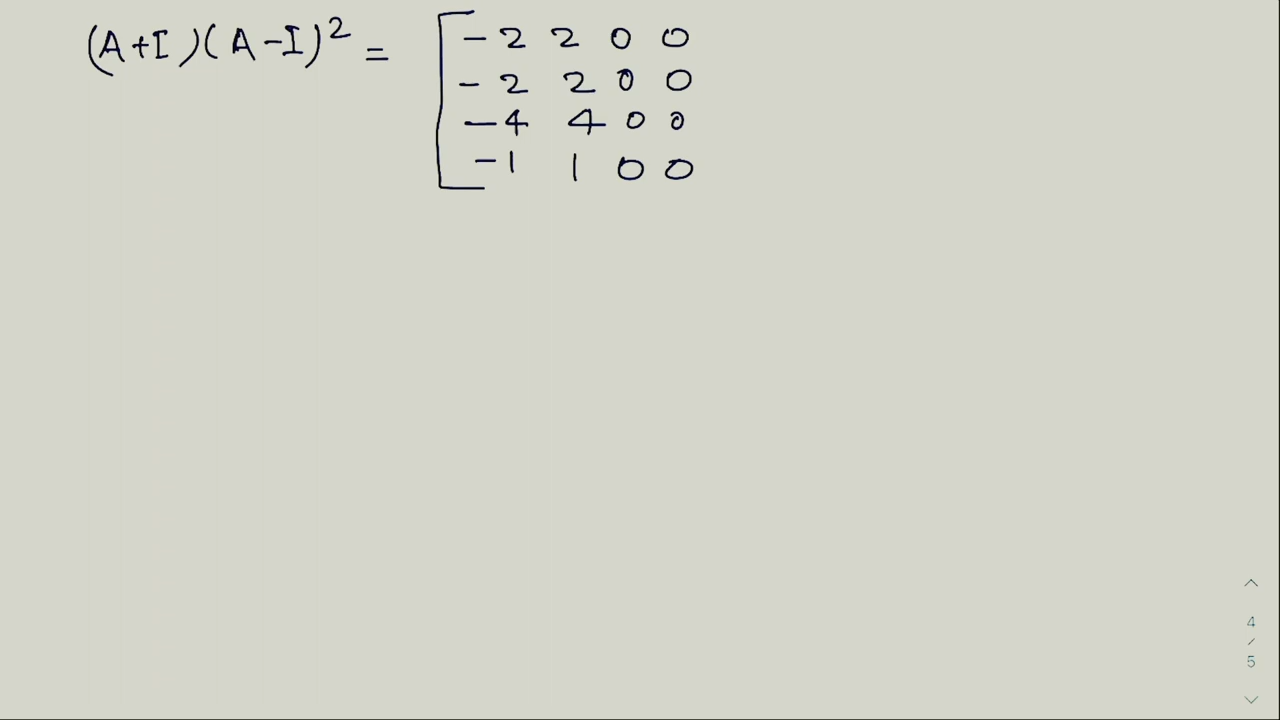 (A+I)(A-I)² = [ -2 2 0 0
-2 2 0 0
-4 4 0 0
-1 1 0 0
4
/
5